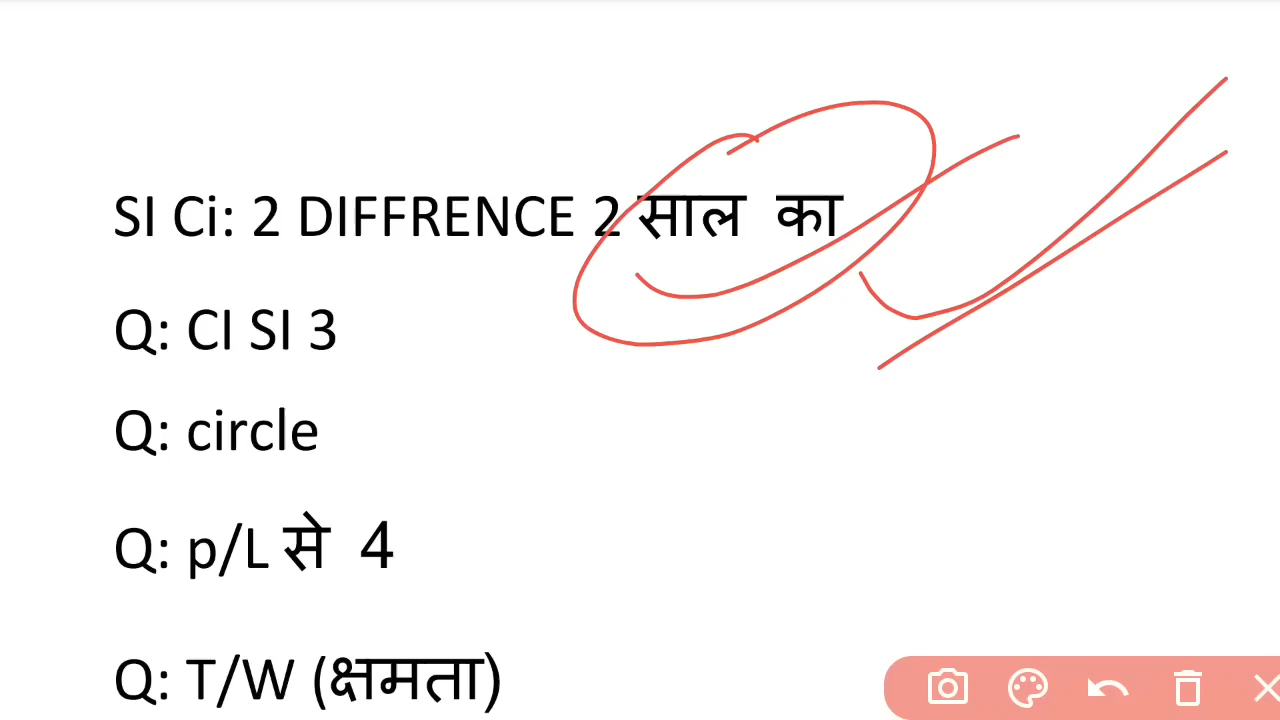 SI Ci: 2 DIFFRENCE 2 साल का
Q: CI SI 3
Q: circle
Q: p/L से 4
Q: T/W (क्षमता)